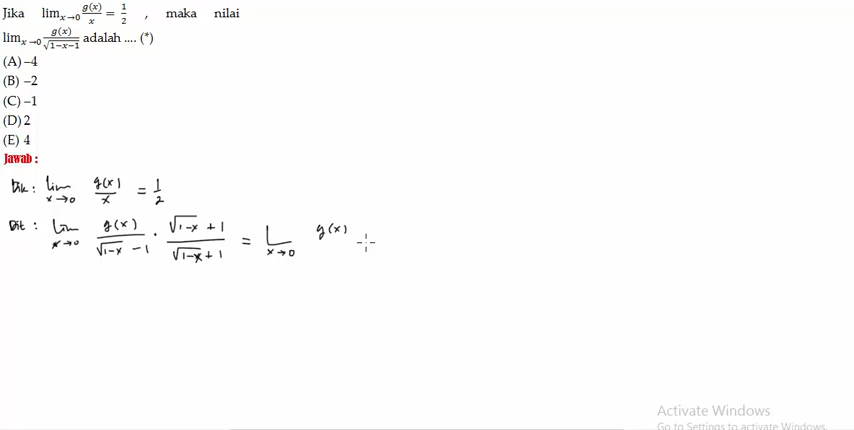 Jika lim_{x→0} g(x)/x = 1/2 , maka nilai
lim_{x→0} g(x)/√(1−x−1) adalah .... (*)
(A) –4
(B) –2
(C) –1
(D) 2
(E) 4
Jawab :
Dik : lim_{x→0} g(x)/x = 1/2
Dit : lim_{x→0} g(x)/(√(1-x) - 1) · (√(1-x) + 1)/(√(1-x) + 1) = L_{x→0} g(x)
Activate Windows
Go to Settings to activate Windows.